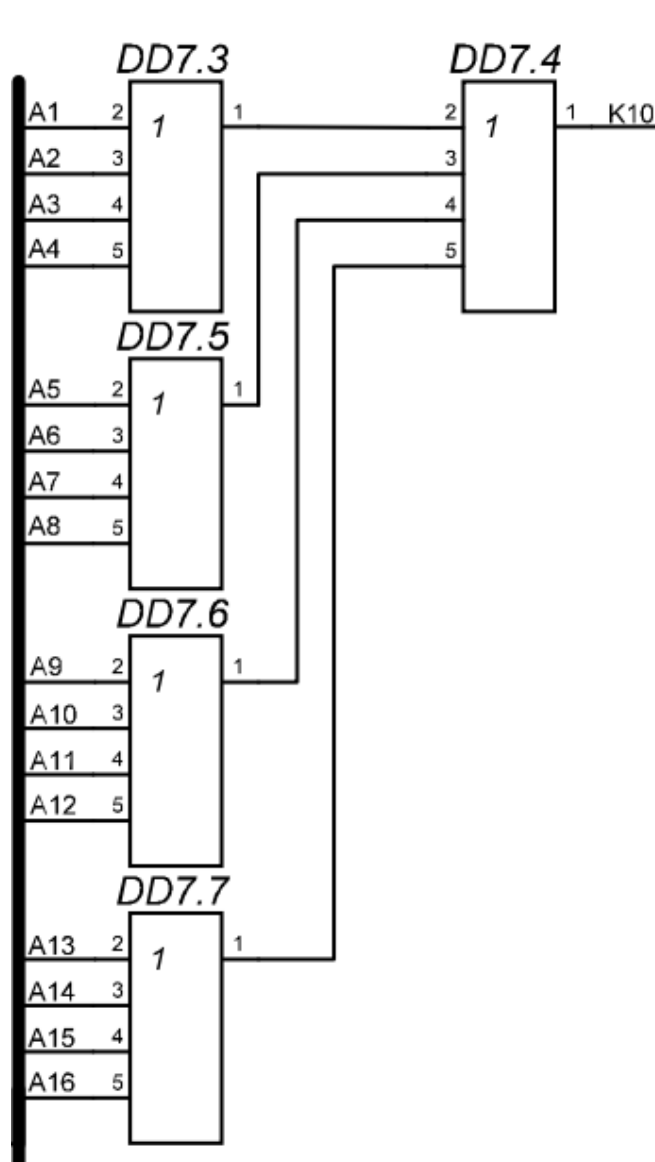 DD7.3 DD7.4
A1 2 1 1 2 1 1 K10
A2 3 3
A3 4 4
A4 5 5
DD7.5
A5 2 1 1
A6 3
A7 4
A8 5
DD7.6
A9 2 1 1
A10 3
A11 4
A12 5
DD7.7
A13 2 1 1
A14 3
A15 4
A16 5